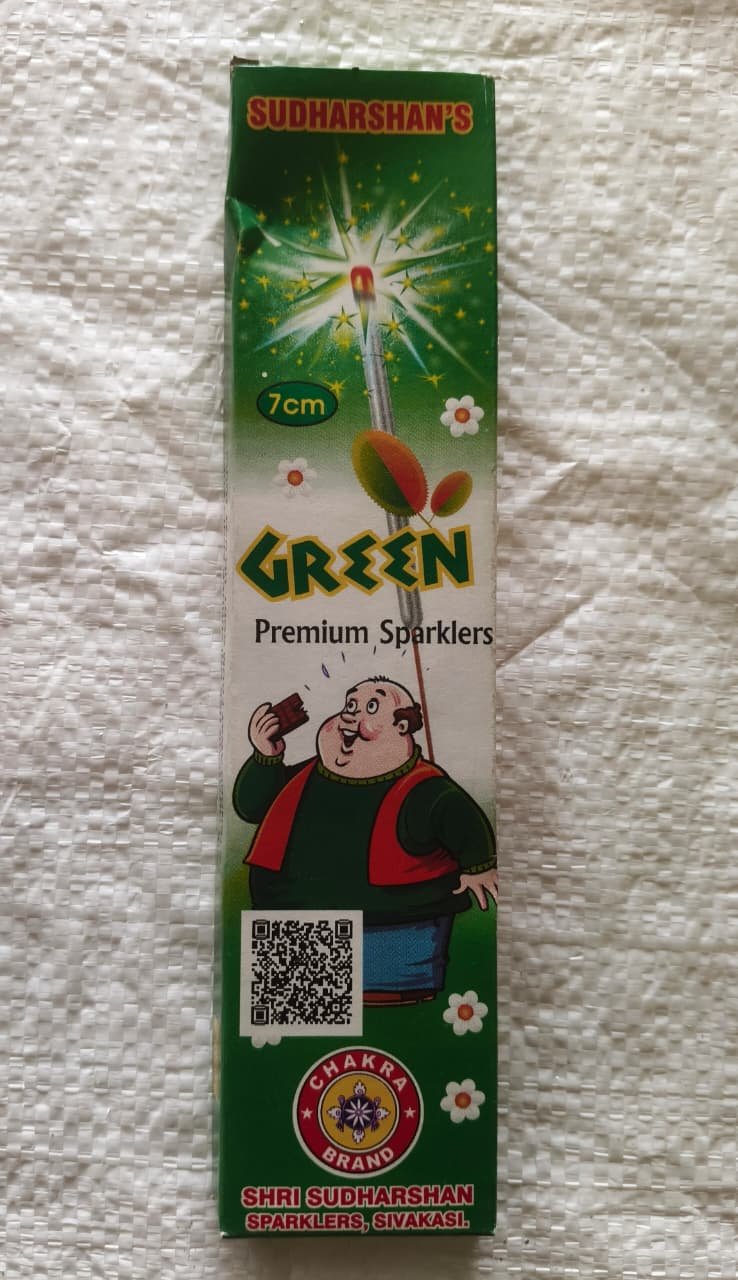 SUDHARSHAN'S
7cm
GREEN
Premium Sparklers
CHAKRA
BRAND
SHRI SUDHARSHAN
SPARKLERS, SIVAKASI.